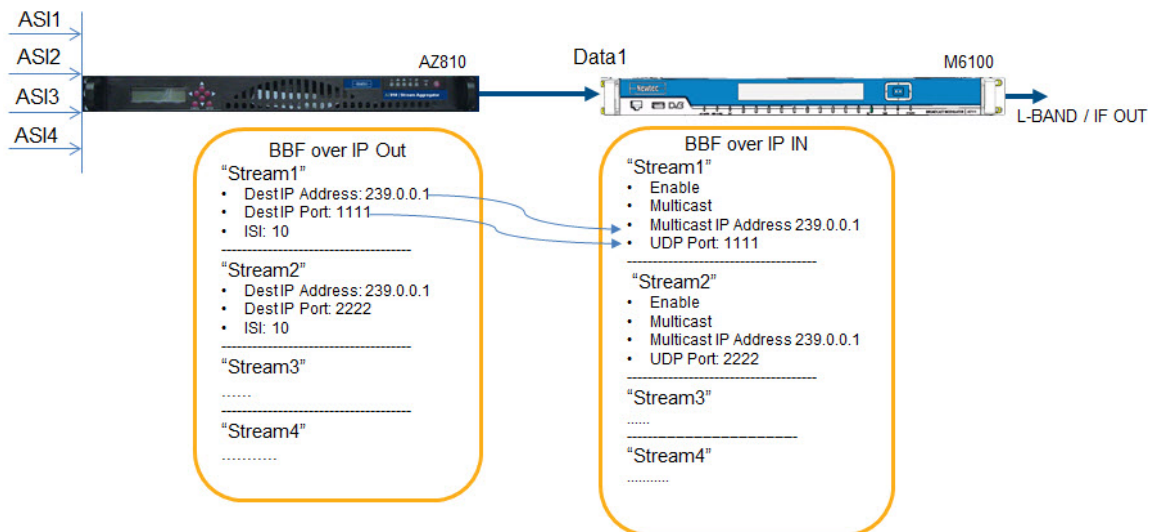 ASI1
ASI2
ASI3
ASI4
AZ810
Data1
M6100
Newtec
L-BAND / IF OUT
BBF over IP Out
“Stream1”
• Dest IP Address: 239.0.0.1
• Dest IP Port: 1111
• ISI: 10
------------------------------------
“Stream2”
• Dest IP Address: 239.0.0.1
• Dest IP Port: 2222
• ISI: 10
------------------------------------
“Stream3”
......
------------------------------------
“Stream4”
...........
BBF over IP IN
“Stream1”
• Enable
• Multicast
• Multicast IP Address 239.0.0.1
• UDP Port: 1111
------------------------------------
“Stream2”
• Enable
• Multicast
• Multicast IP Address 239.0.0.1
• UDP Port: 2222
------------------------------------
“Stream3”
......
------------------------------------
“Stream4”
...........